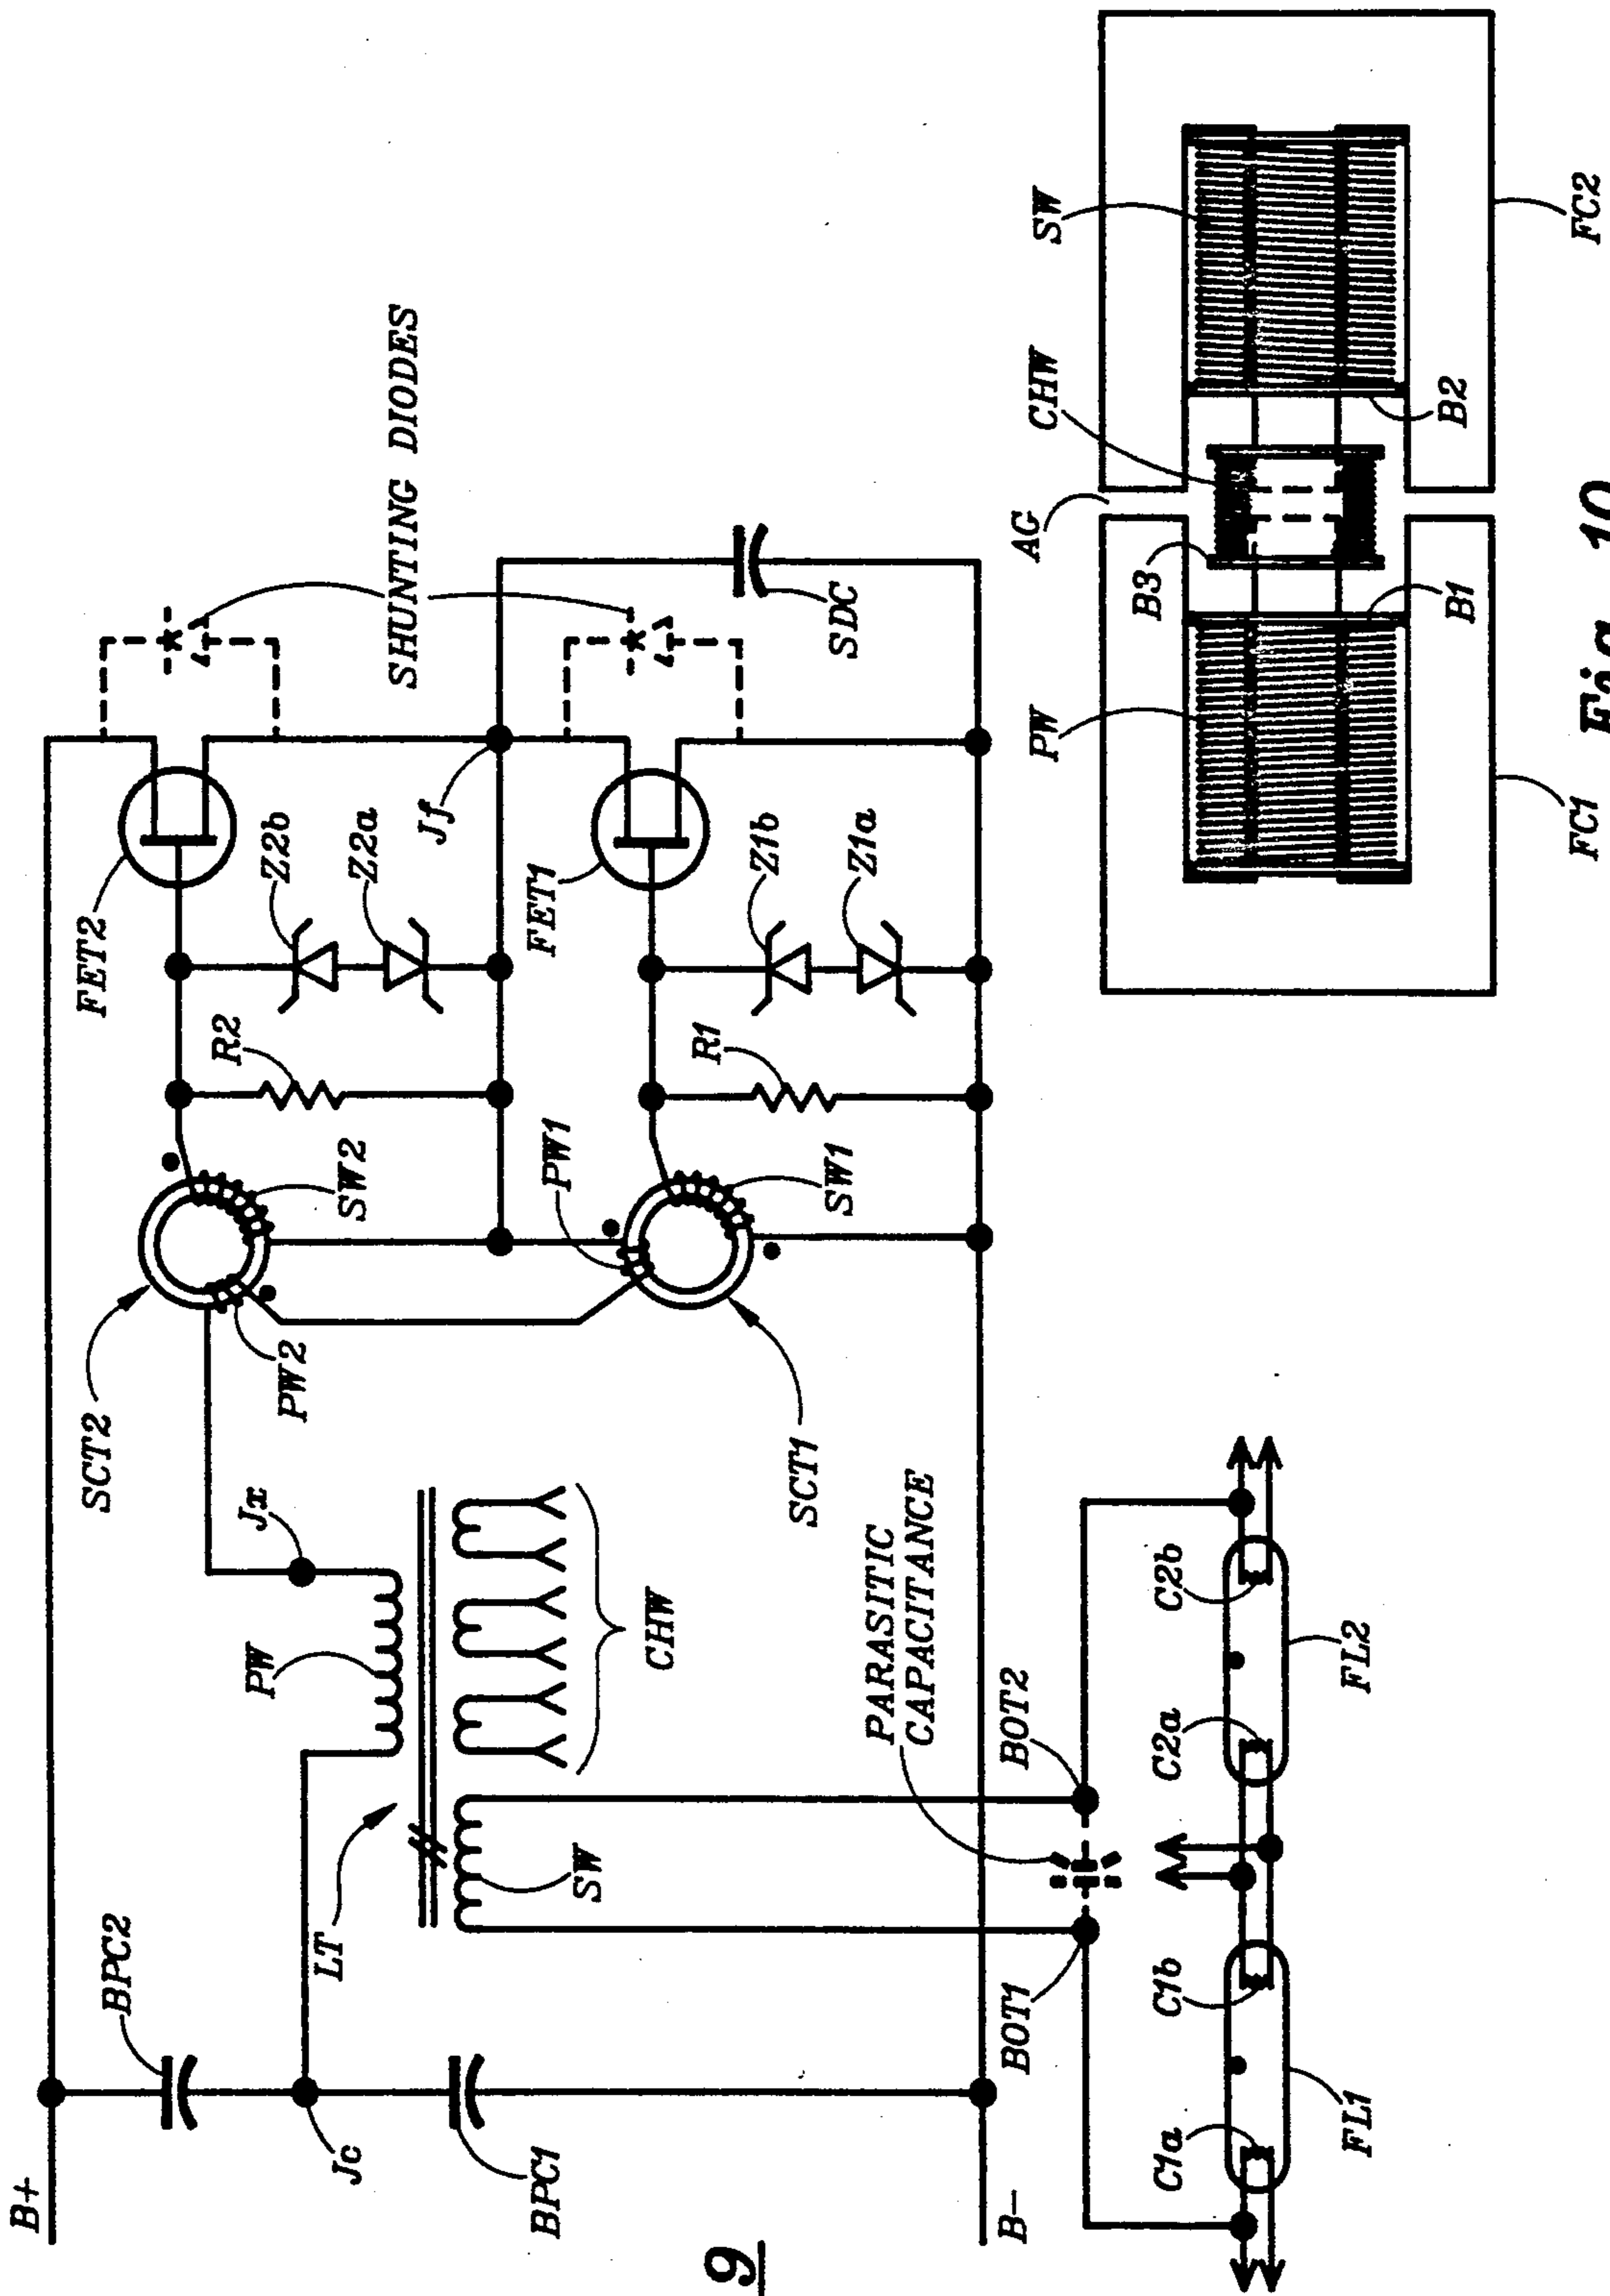 B+
BPC2
Jc
BPC1
B-
LT
PW
Jx
SW
CHW
SCT2
PW2
SW2
PW1
SW1
SCT1
R2
R1
FET2
Z2b
Z2a
Jf
FET1
Z1b
Z1a
SHUNTING DIODES
SDC
PARASITIC
CAPACITANCE
BOT1
BOT2
C1a
C1b
C2a
C2b
FL1
FL2
9
PW
B3
AG
CHW
SW
FC1
B1
B2
FC2
Fig. 10